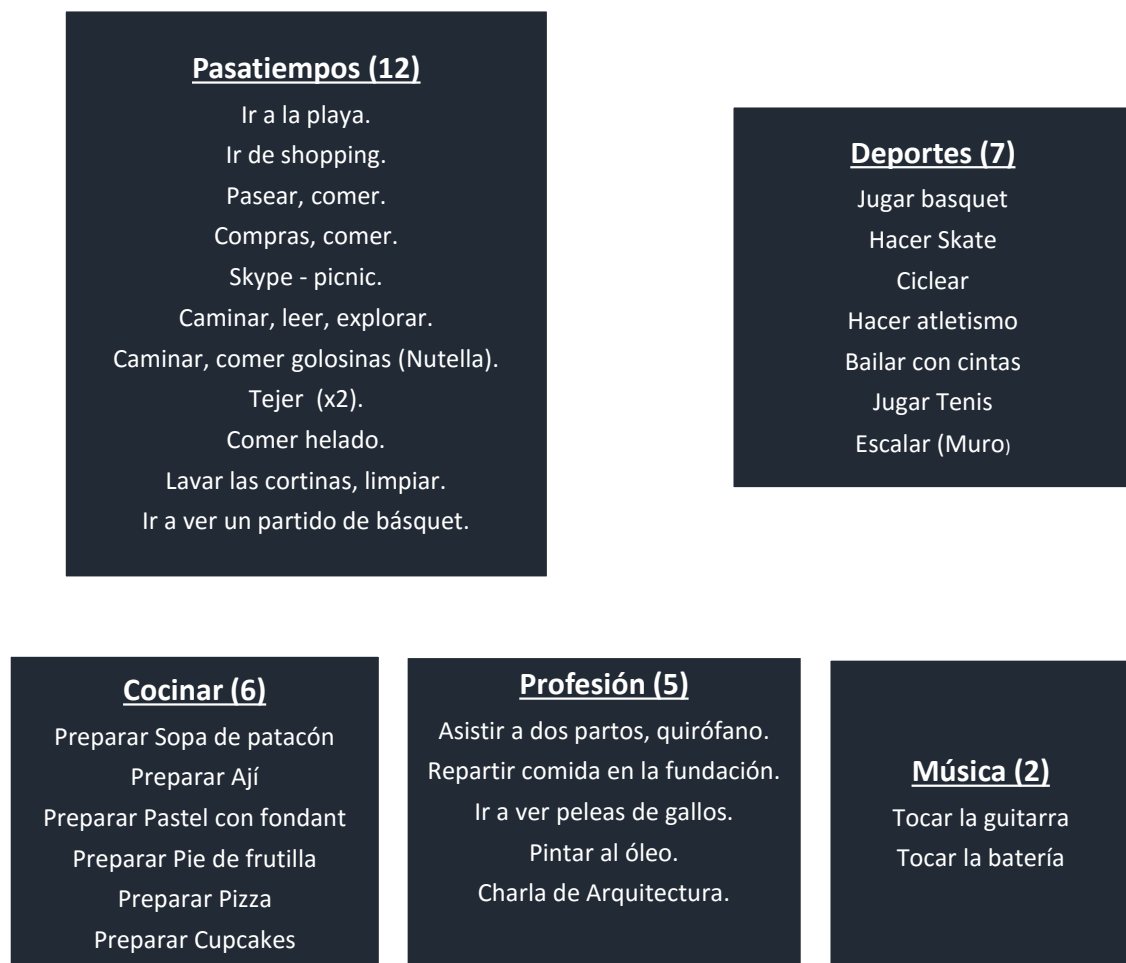 Pasatiempos (12)
Ir a la playa.
Ir de shopping.
Pasear, comer.
Compras, comer.
Skype - picnic.
Caminar, leer, explorar.
Caminar, comer golosinas (Nutella).
Tejer  (x2).
Comer helado.
Lavar las cortinas, limpiar.
Ir a ver un partido de básquet.
Deportes (7)
Jugar basquet
Hacer Skate
Ciclear
Hacer atletismo
Bailar con cintas
Jugar Tenis
Escalar (Muro)
Cocinar (6)
Preparar Sopa de patacón
Preparar Ají
Preparar Pastel con fondant
Preparar Pie de frutilla
Preparar Pizza
Preparar Cupcakes
Profesión (5)
Asistir a dos partos, quirófano.
Repartir comida en la fundación.
Ir a ver peleas de gallos.
Pintar al óleo.
Charla de Arquitectura.
Música (2)
Tocar la guitarra
Tocar la batería